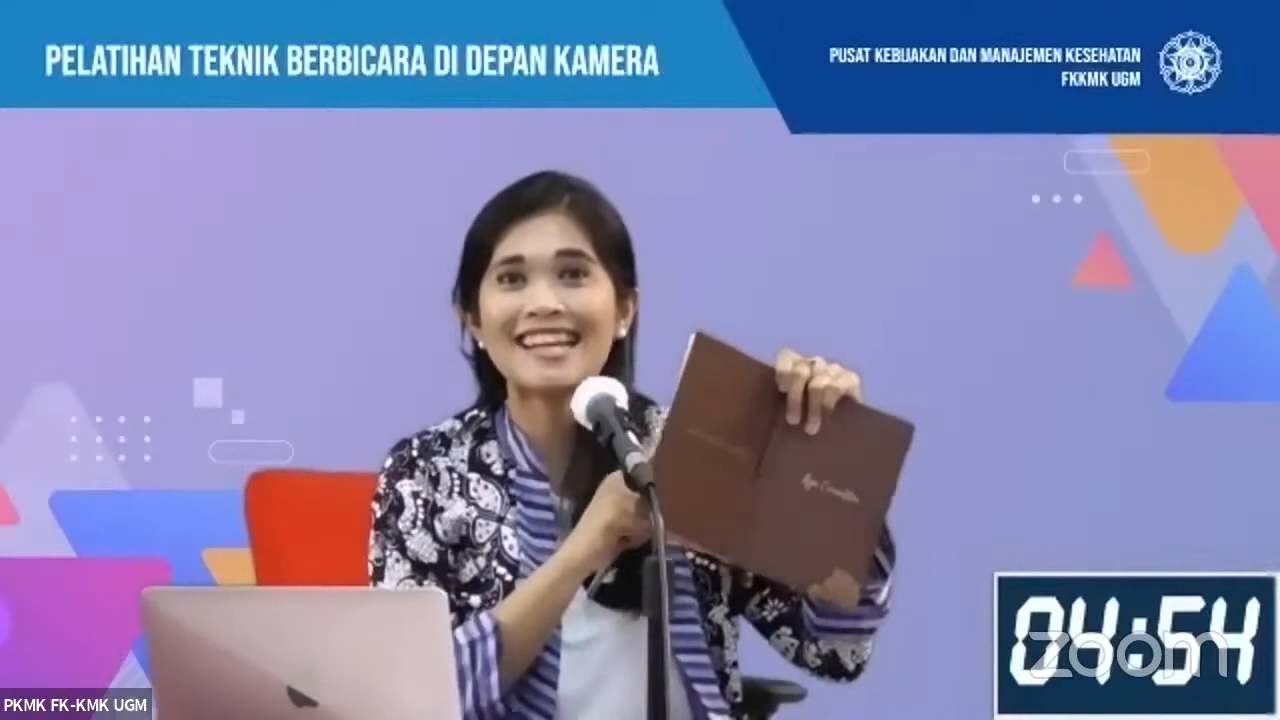 PELATIHAN TEKNIK BERBICARA DI DEPAN KAMERA
PUSAT KEBIJAKAN DAN MANAJEMEN KESEHATAN
FKKMK UGM
04:54
zoom
PKMK FK-KMK UGM